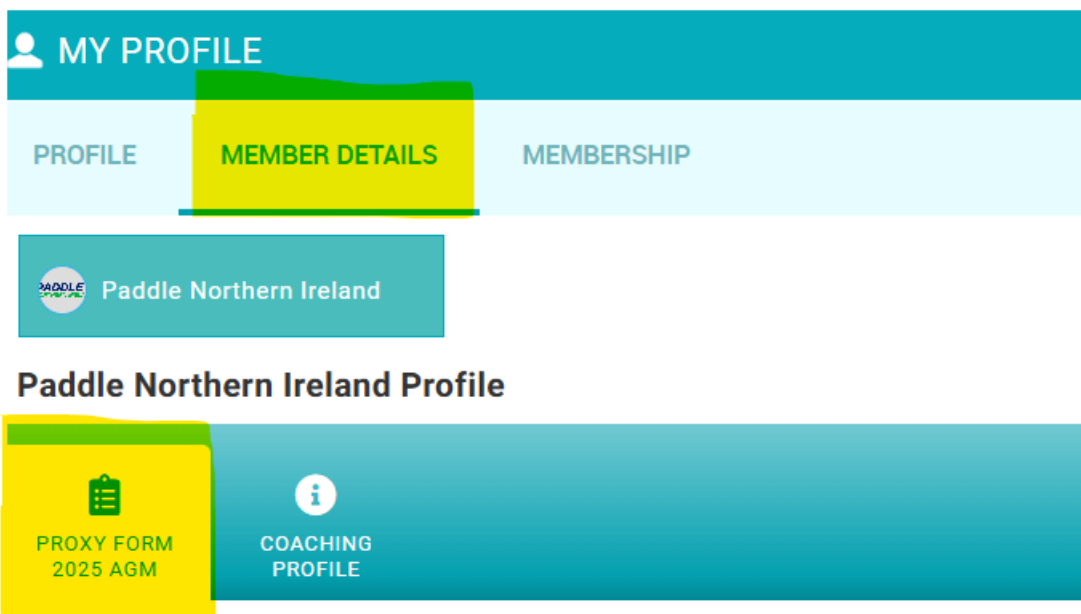 MY PROFILE
PROFILE MEMBER DETAILS MEMBERSHIP
PADDLE
Paddle Northern Ireland
Paddle Northern Ireland Profile
PROXY FORM
2025 AGM
COACHING
PROFILE